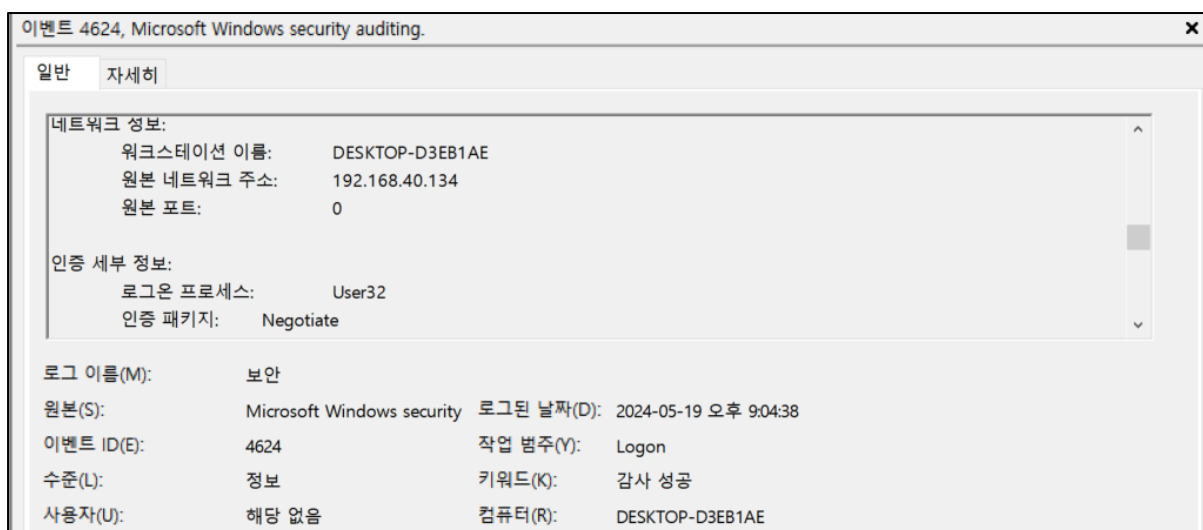 이벤트 4624, Microsoft Windows security auditing.
일반 자세히
네트워크 정보:
워크스테이션 이름: DESKTOP-D3EB1AE
원본 네트워크 주소: 192.168.40.134
원본 포트: 0
인증 세부 정보:
로그온 프로세스: User32
인증 패키지: Negotiate
로그 이름(M): 보안
원본(S): Microsoft Windows security 로그된 날짜(D): 2024-05-19 오후 9:04:38
이벤트 ID(E): 4624 작업 범주(Y): Logon
수준(L): 정보 키워드(K): 감사 성공
사용자(U): 해당 없음 컴퓨터(R): DESKTOP-D3EB1AE